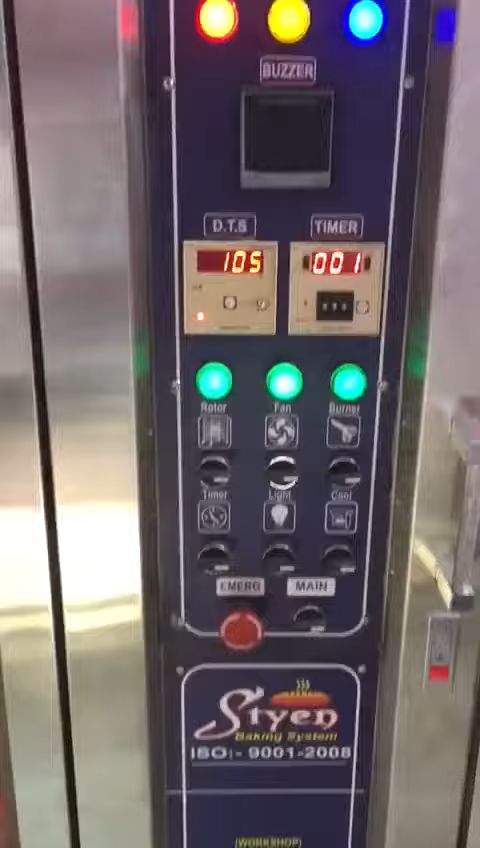 BUZZER
D.T.S TIMER
105 001
Rotor Fan Burner
Timer Light Cool
EMERG MAIN
Styen
Baking System
ISO:- 9001-2008
(WORKSHOP)